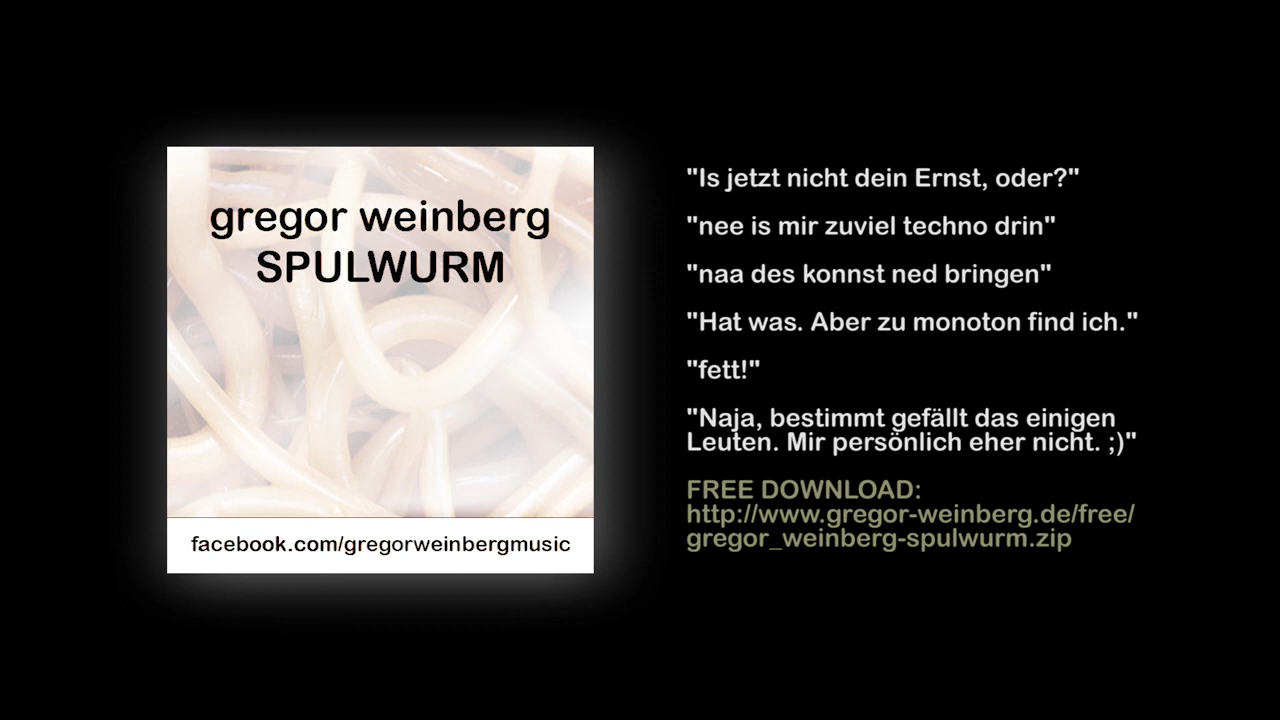 gregor weinberg
SPULWURM
facebook.com/gregorweinbergmusic
"Is jetzt nicht dein Ernst, oder?"
"nee is mir zuviel techno drin"
"naa des konnst ned bringen"
"Hat was. Aber zu monoton find ich."
"fett!"
"Naja, bestimmt gefällt das einigen
Leuten. Mir persönlich eher nicht. ;)"
FREE DOWNLOAD:
http://www.gregor-weinberg.de/free/
gregor_weinberg-spulwurm.zip